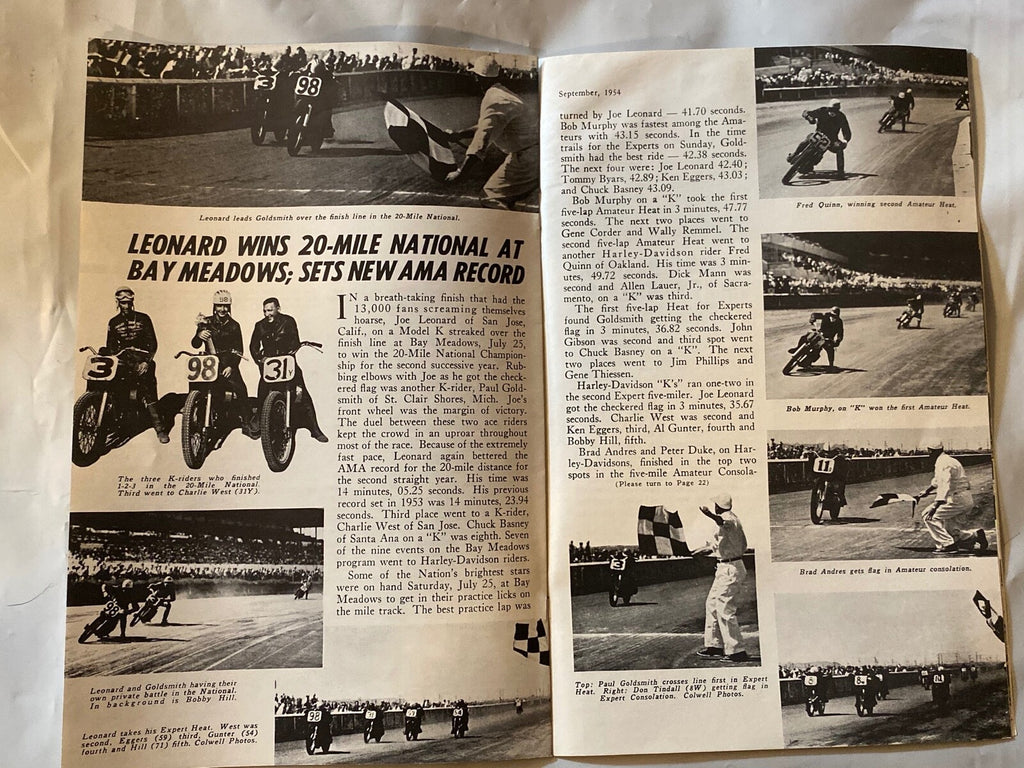 3
98
Leonard leads Goldsmith over the finish line in the 20-Mile National.
LEONARD WINS 20-MILE NATIONAL AT
BAY MEADOWS; SETS NEW AMA RECORD
98
3
98
31Y
The three K-riders who finished
1-2-3 in the 20-Mile National.
Third went to Charlie West (31Y).
IN a breath-taking finish that had the
13,000 fans screaming themselves
hoarse, Joe Leonard of San Jose,
Calif., on a Model K streaked over the
finish line at Bay Meadows, July 25,
to win the 20-Mile National Champion-
ship for the second successive year. Rub-
bing elbows with Joe as he got the check-
ered flag was another K-rider, Paul Gold-
smith of St. Clair Shores, Mich. Joe's
front wheel was the margin of victory.
The duel between these two ace riders
kept the crowd in an uproar throughout
most of the race. Because of the extremely
fast pace, Leonard again bettered the
AMA record for the 20-mile distance for
the second straight year. His time was
14 minutes, 05.25 seconds. His previous
record set in 1953 was 14 minutes, 23.94
seconds. Third place went to a K-rider,
Charlie West of San Jose. Chuck Basney
of Santa Ana on a "K" was eighth. Seven
of the nine events on the Bay Meadows
program went to Harley-Davidson riders.
Some of the Nation's brightest stars
were on hand Saturday, July 25, at Bay
Meadows to get in their practice licks on
the mile track. The best practice lap was
98
Leonard and Goldsmith having their
own private battle in the National.
In background is Bobby Hill.
Leonard takes his Expert Heat. West was
second, Eggers (59) third, Gunter (54)
fourth and Hill (71) fifth. Colwell Photos.
98
September, 1954
turned by Joe Leonard — 41.70 seconds.
Bob Murphy was fastest among the Ama-
teurs with 43.15 seconds. In the time
trails for the Experts on Sunday, Gold-
smith had the best ride — 42.38 seconds.
The next four were: Joe Leonard 42.40;
Tommy Byars, 42.89; Ken Eggers, 43.03;
and Chuck Basney 43.09.
Bob Murphy on a "K" took the first
five-lap Amateur Heat in 3 minutes, 47.77
seconds. The next two places went to
Gene Corder and Wally Remmel. The
second five-lap Amateur Heat went to
another Harley-Davidson rider Fred
Quinn of Oakland. His time was 3 min-
utes, 49.72 seconds. Dick Mann was
second and Allen Lauer, Jr., of Sacra-
mento, on a "K" was third.
The first five-lap Heat for Experts
found Goldsmith getting the checkered
flag in 3 minutes, 36.82 seconds. John
Gibson was second and third spot went
to Chuck Basney on a "K". The next
two places went to Jim Phillips and
Gene Thiessen.
Harley-Davidson "K's" ran one-two in
the second Expert five-miler. Joe Leonard
got the checkered flag in 3 minutes, 35.67
seconds. Charlie West was second and
Ken Eggers, third, Al Gunter, fourth and
Bobby Hill, fifth.
Brad Andres and Peter Duke, on Har-
ley-Davidsons, finished in the top two
spots in the five-mile Amateur Consola-
(Please turn to Page 22)
3
Top: Paul Goldsmith crosses line first in Expert
Heat. Right: Don Tindall (8W) getting flag in
Expert Consolation. Colwell Photos.
Fred Quinn, winning second Amateur Heat.
Bob Murphy, on "K" won the first Amateur Heat.
11
Brad Andres gets flag in Amateur consolation.